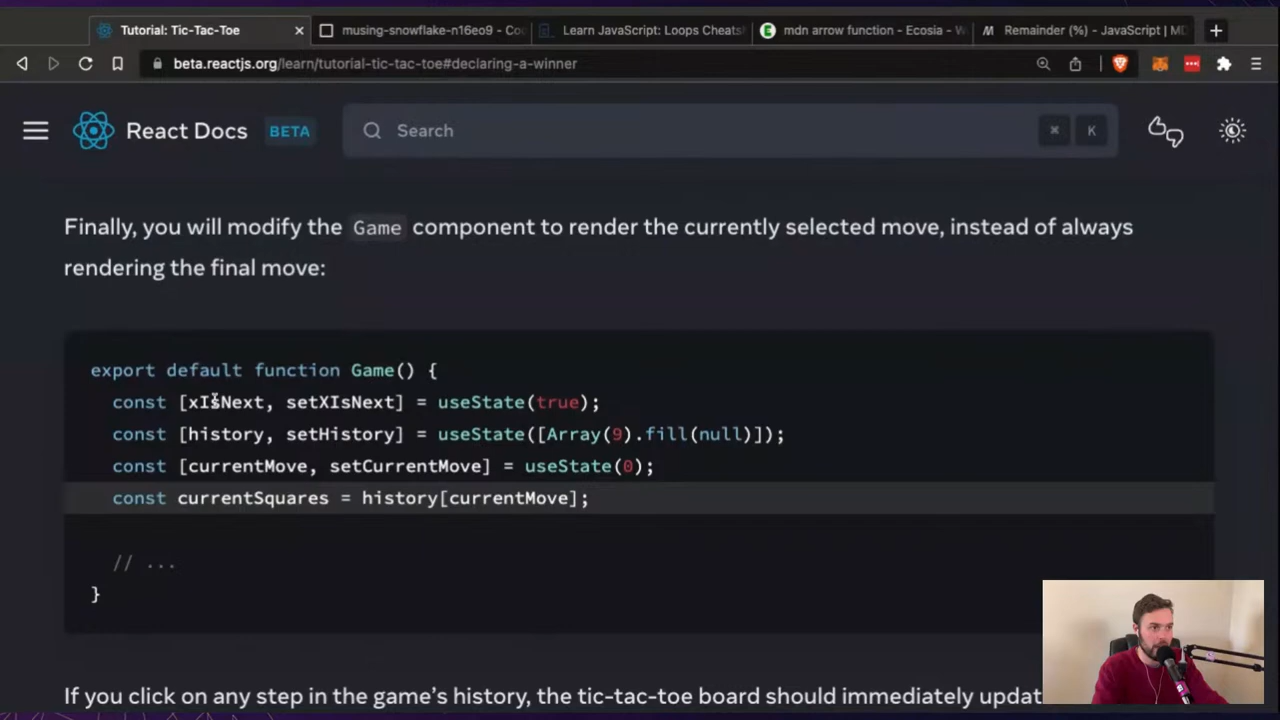 Tutorial: Tic-Tac-Toe
musing-snowflake-n16eo9 - Co
Learn JavaScript: Loops Cheats
mdn arrow function - Ecosia - W
Remainder (%) - JavaScript | MD
beta.reactjs.org/learn/tutorial-tic-tac-toe#declaring-a-winner
React Docs BETA
Search
⌘ K
Finally, you will modify the Game component to render the currently selected move, instead of always
rendering the final move:
export default function Game() {
const [xIsNext, setXIsNext] = useState(true);
const [history, setHistory] = useState([Array(9).fill(null)]);
const [currentMove, setCurrentMove] = useState(0);
const currentSquares = history[currentMove];
// ...
}
If you click on any step in the game's history, the tic-tac-toe board should immediately updat